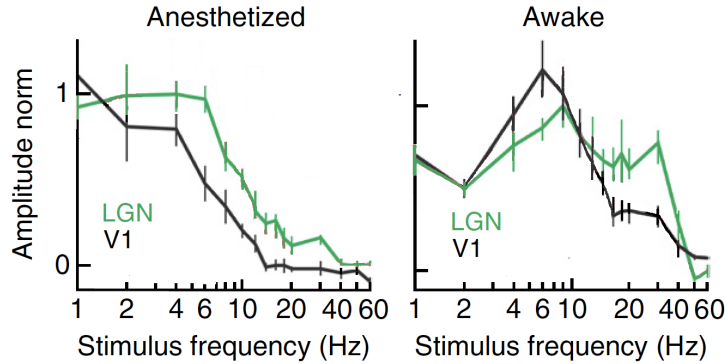 Anesthetized
Awake
Amplitude norm
1
0
LGN
V1
1 2 4 6 10 20 40 60
Stimulus frequency (Hz)
LGN
V1
1 2 4 6 10 20 40 60
Stimulus frequency (Hz)